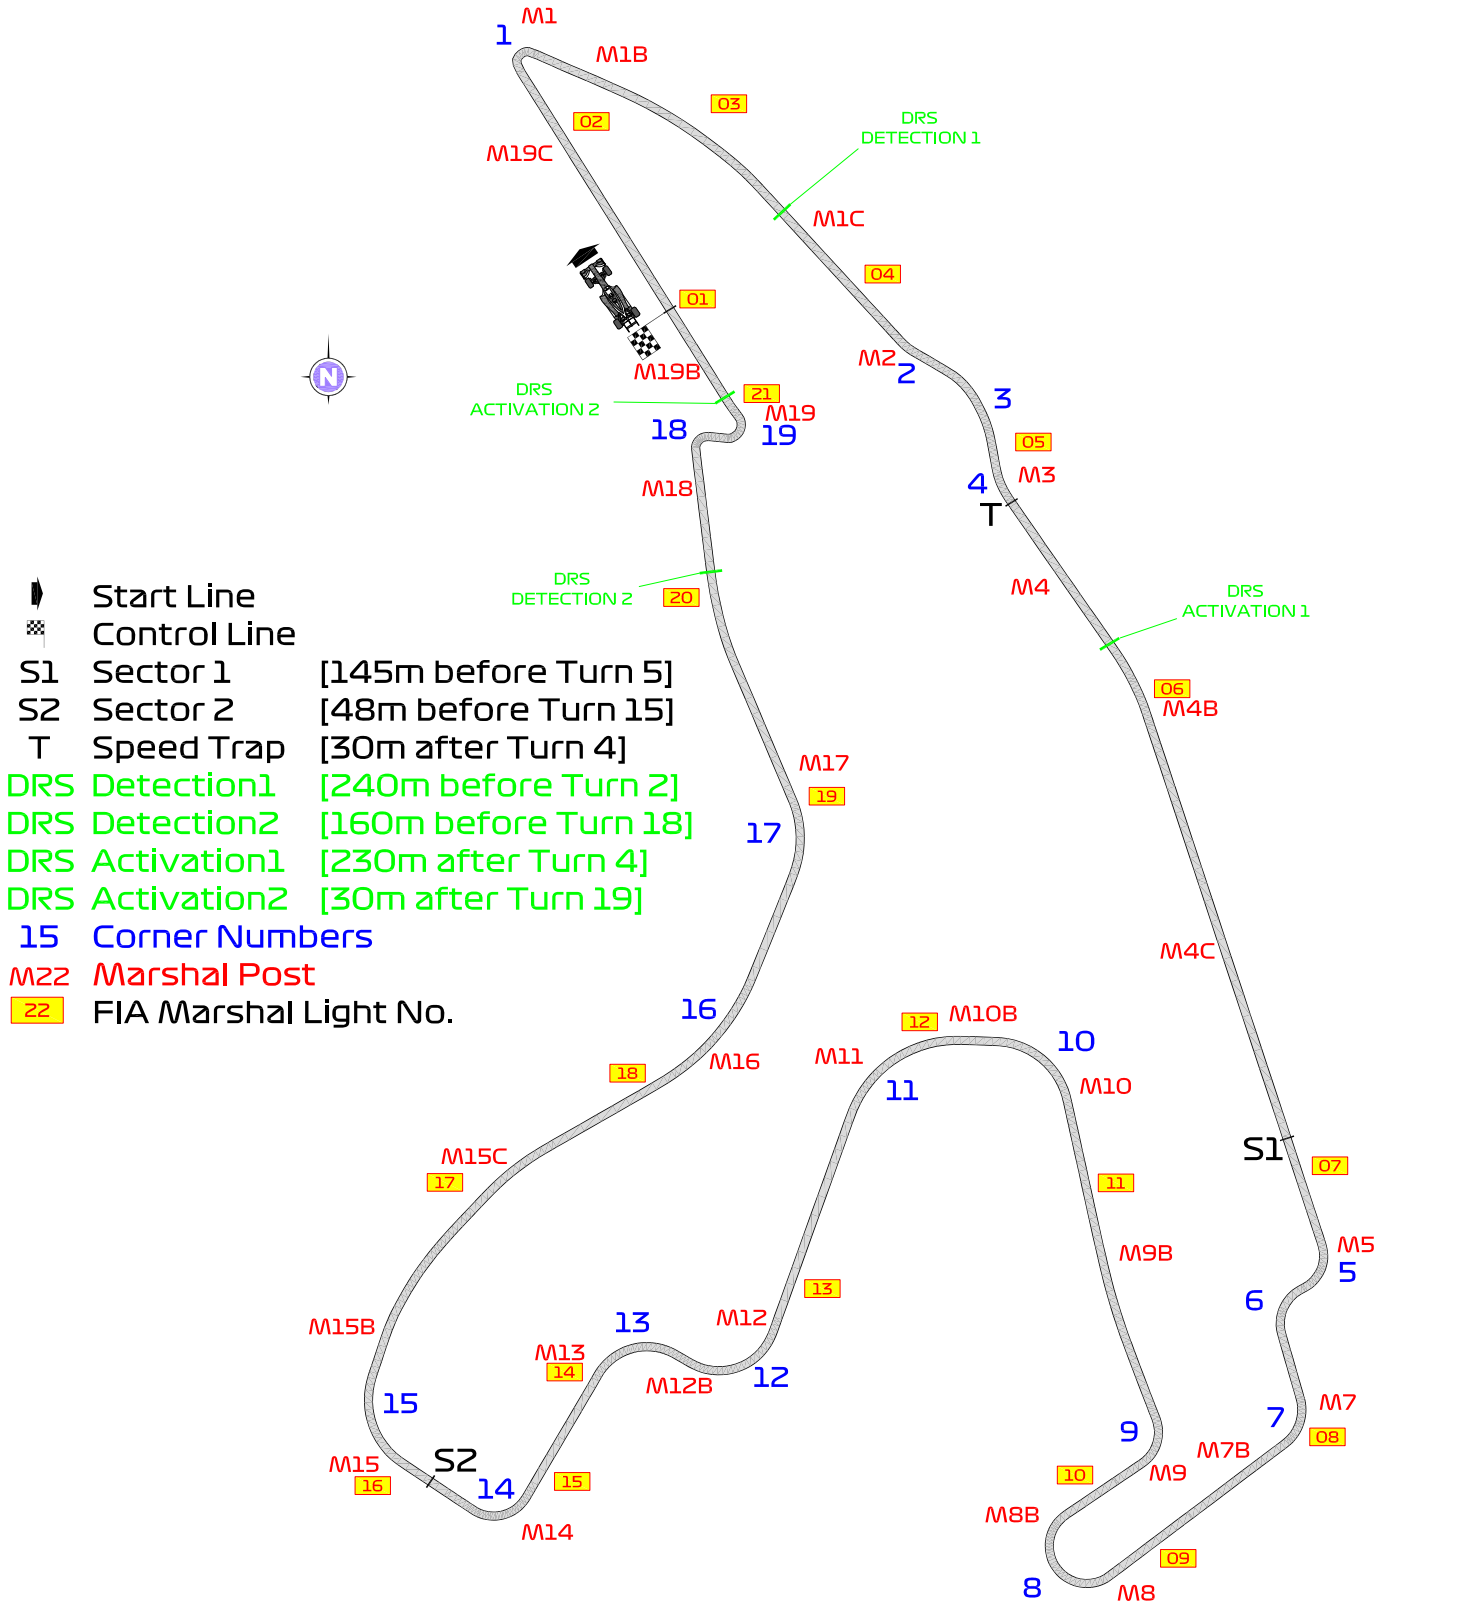 M1
1
M1B
03
02
DRS
DETECTION 1
M19C
M1C
04
01
M2
2
M19B
DRS
ACTIVATION 2
21
M19
3
18
19
05
N
M18
4
M3
T
DRS
DETECTION 2
20
M4
DRS
ACTIVATION 1
06
M4B
Start Line
Control Line
S1 Sector 1 [145m before Turn 5]
S2 Sector 2 [48m before Turn 15]
T Speed Trap [30m after Turn 4]
DRS Detection1 [240m before Turn 2]
DRS Detection2 [160m before Turn 18]
DRS Activation1 [230m after Turn 4]
DRS Activation2 [30m after Turn 19]
15 Corner Numbers
M22 Marshal Post
22 FIA Marshal Light No.
M17
19
17
M4C
16
12
M10B
10
M11
M16
18
11
M10
S1
07
M15C
17
11
M9B
M5
5
13
6
M15B
M12
13
M13
14
M12B
12
15
M7
7
08
9
M7B
S2
M15
16
14
15
10
M9
M8B
M14
09
8
M8